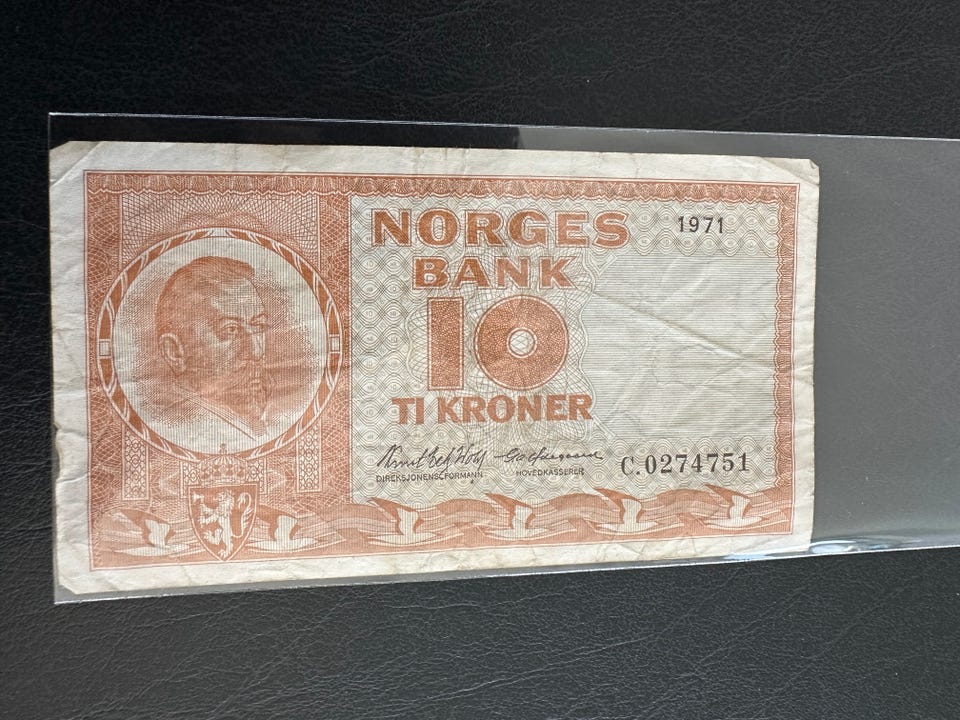 NORGES
BANK
1971
10
TI KRONER
DIREKSJONENS FORMANN
HOVEDKASSERER
C.0274751